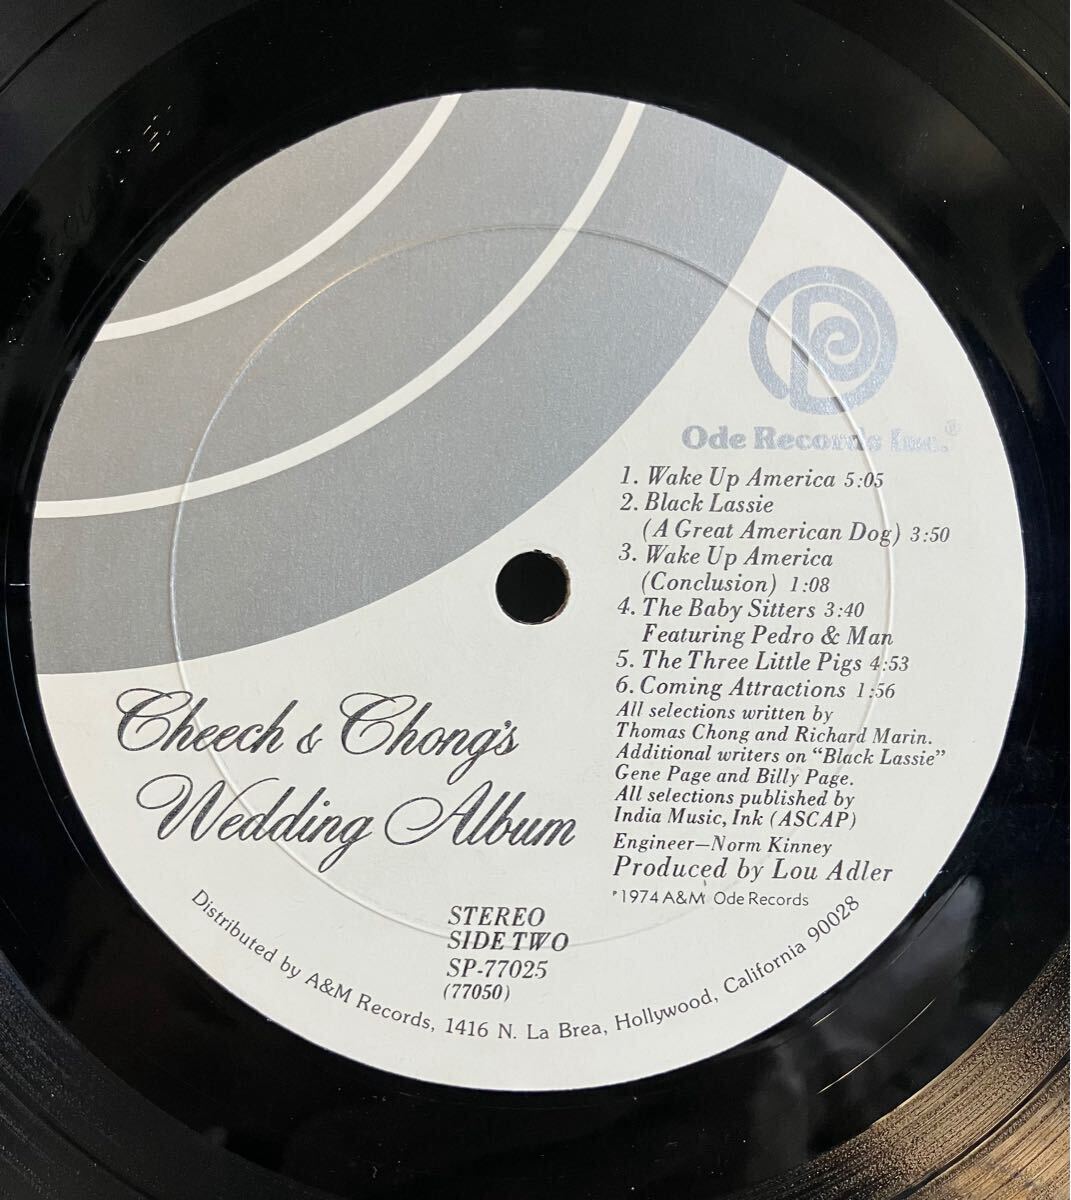 Ode Records Inc.®
1. Wake Up America 5:05
2. Black Lassie
(A Great American Dog) 3:50
3. Wake Up America
(Conclusion) 1:08
4. The Baby Sitters 3:40
Featuring Pedro & Man
5. The Three Little Pigs 4:53
6. Coming Attractions 1:56
All selections written by
Thomas Chong and Richard Marin.
Additional writers on "Black Lassie"
Gene Page and Billy Page.
All selections published by
India Music, Ink (ASCAP)
Engineer—Norm Kinney
Produced by Lou Adler
℗ 1974 A&M Ode Records
Cheech & Chong's
Wedding Album
STEREO
SIDE TWO
SP-77025
(77050)
Distributed by A&M Records, 1416 N. La Brea, Hollywood, California 90028